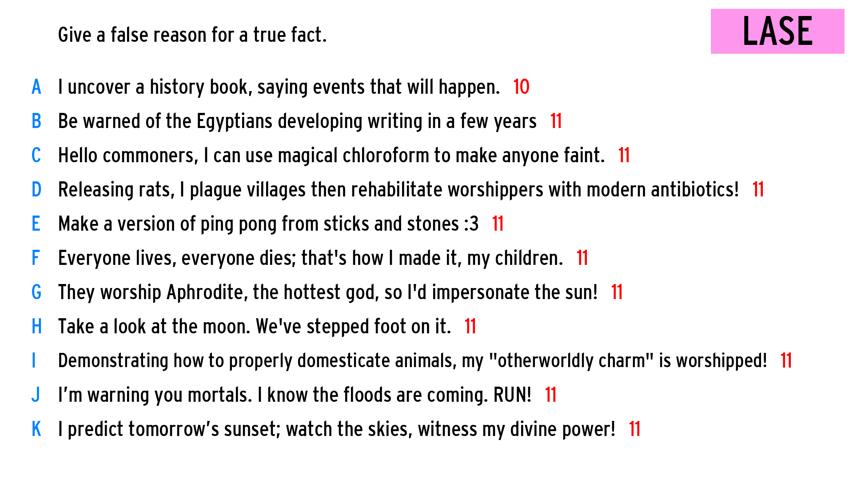 Give a false reason for a true fact.
LASE
A I uncover a history book, saying events that will happen. 10
B Be warned of the Egyptians developing writing in a few years 11
C Hello commoners, I can use magical chloroform to make anyone faint. 11
D Releasing rats, I plague villages then rehabilitate worshippers with modern antibiotics! 11
E Make a version of ping pong from sticks and stones :3 11
F Everyone lives, everyone dies; that's how I made it, my children. 11
G They worship Aphrodite, the hottest god, so I'd impersonate the sun! 11
H Take a look at the moon. We've stepped foot on it. 11
I Demonstrating how to properly domesticate animals, my "otherworldly charm" is worshipped! 11
J I’m warning you mortals. I know the floods are coming. RUN! 11
K I predict tomorrow’s sunset; watch the skies, witness my divine power! 11